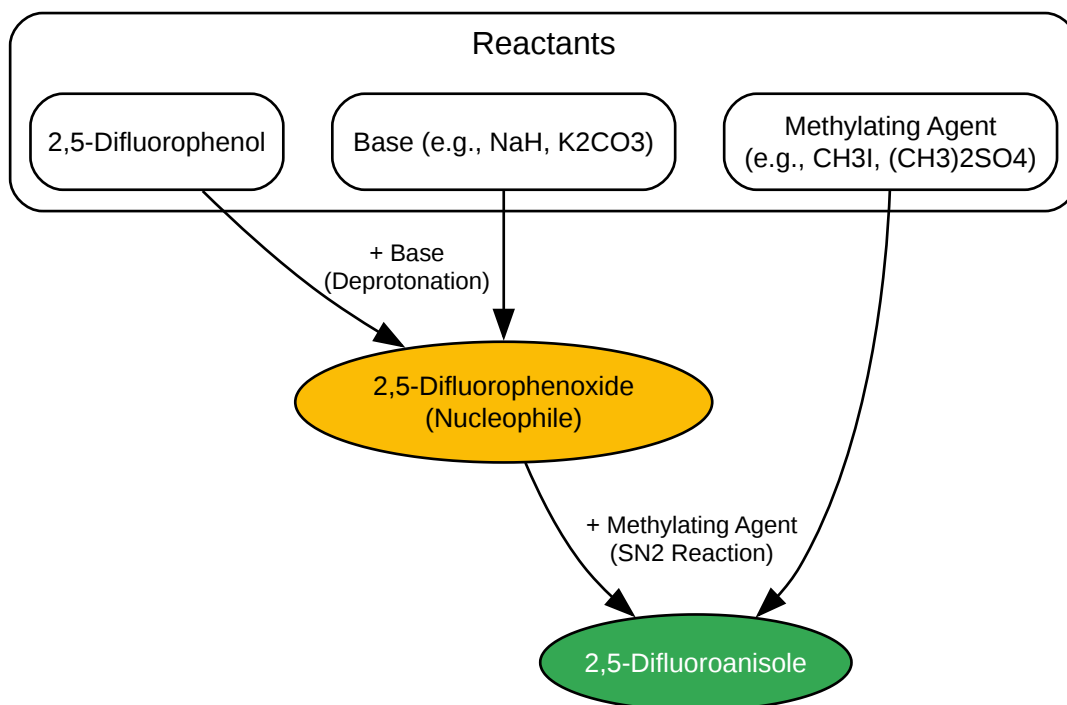 Reactants
2,5-Difluorophenol
Base (e.g., NaH, K2CO3)
Methylating Agent
(e.g., CH3I, (CH3)2SO4)
+ Base
(Deprotonation)
2,5-Difluorophenoxide
(Nucleophile)
+ Methylating Agent
(SN2 Reaction)
2,5-Difluoroanisole